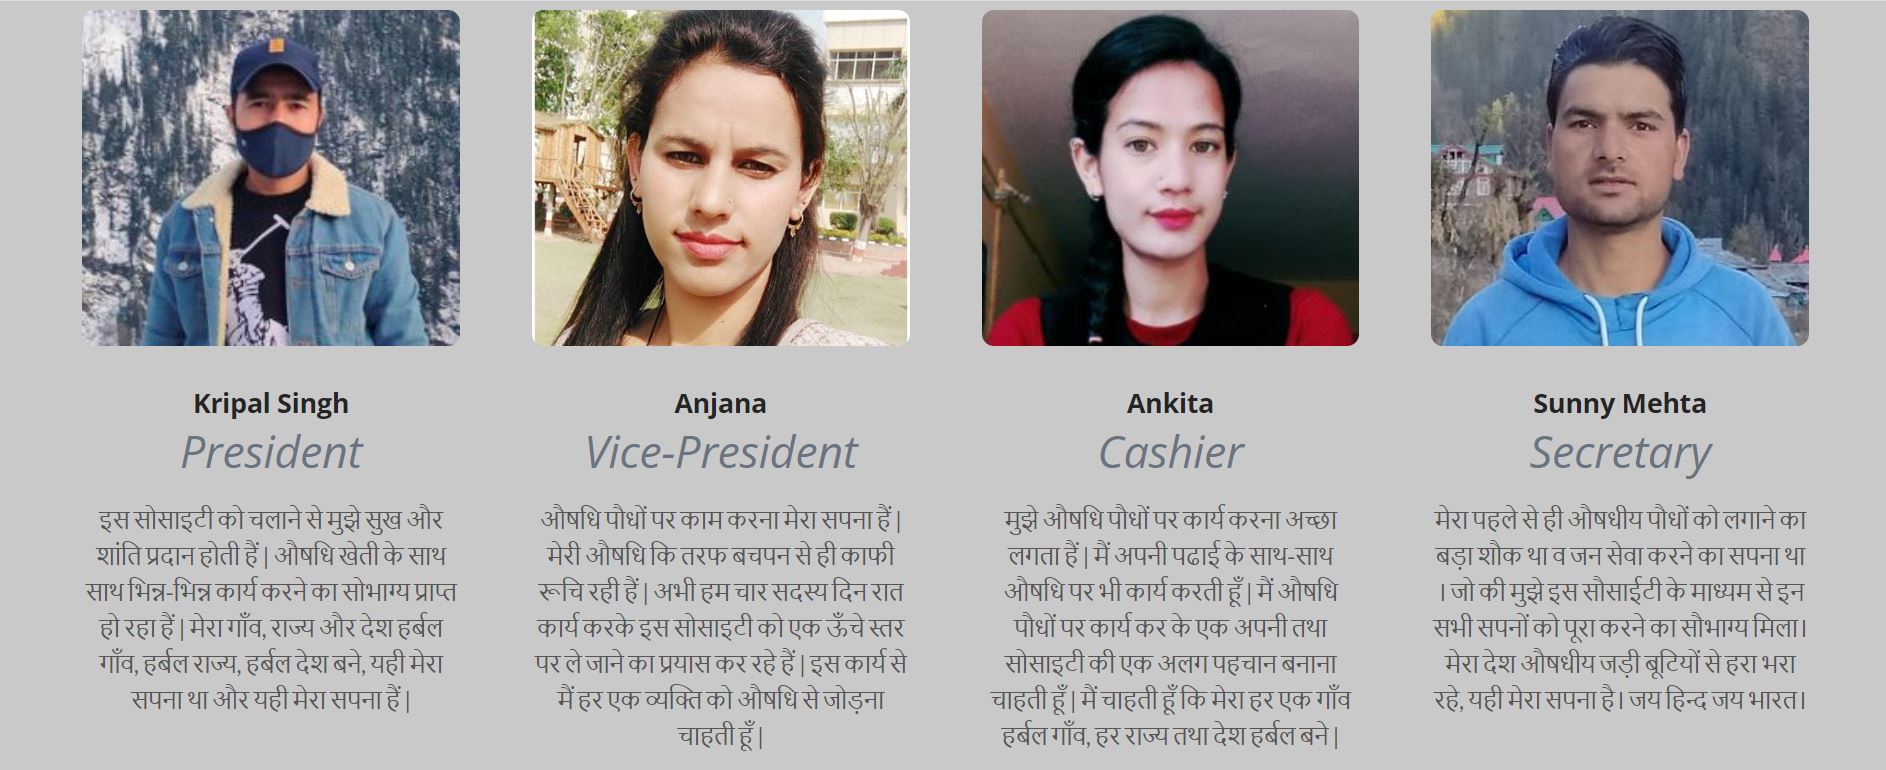 Kripal Singh
President
इस सोसाइटी को चलाने से मुझे सुख और
शांति प्रदान होती हैं | औषधि खेती के साथ
साथ भिन्न-भिन्न कार्य करने का सोभाग्य प्राप्त
हो रहा हैं | मेरा गाँव, राज्य और देश हर्बल
गाँव, हर्बल राज्य, हर्बल देश बने, यही मेरा
सपना था और यही मेरा सपना हैं |
Anjana
Vice-President
औषधि पौधों पर काम करना मेरा सपना हैं |
मेरी औषधि कि तरफ बचपन से ही काफी
रूचि रही हैं | अभी हम चार सदस्य दिन रात
कार्य करके इस सोसाइटी को एक ऊँचे स्तर
पर ले जाने का प्रयास कर रहे हैं | इस कार्य से
मैं हर एक व्यक्ति को औषधि से जोड़ना
चाहती हूँ |
Ankita
Cashier
मुझे औषधि पौधों पर कार्य करना अच्छा
लगता हैं | मैं अपनी पढाई के साथ-साथ
औषधि पर भी कार्य करती हूँ | मैं औषधि
पौधों पर कार्य कर के एक अपनी तथा
सोसाइटी की एक अलग पहचान बनाना
चाहती हूँ | मैं चाहती हूँ कि मेरा हर एक गाँव
हर्बल गाँव, हर राज्य तथा देश हर्बल बने |
Sunny Mehta
Secretary
मेरा पहले से ही औषधीय पौधों को लगाने का
बड़ा शौक था व जन सेवा करने का सपना था
। जो की मुझे इस सौसाईटी के माध्यम से इन
सभी सपनों को पूरा करने का सौभाग्य मिला।
मेरा देश औषधीय जड़ी बूटियों से हरा भरा
रहे, यही मेरा सपना है। जय हिन्द जय भारत।